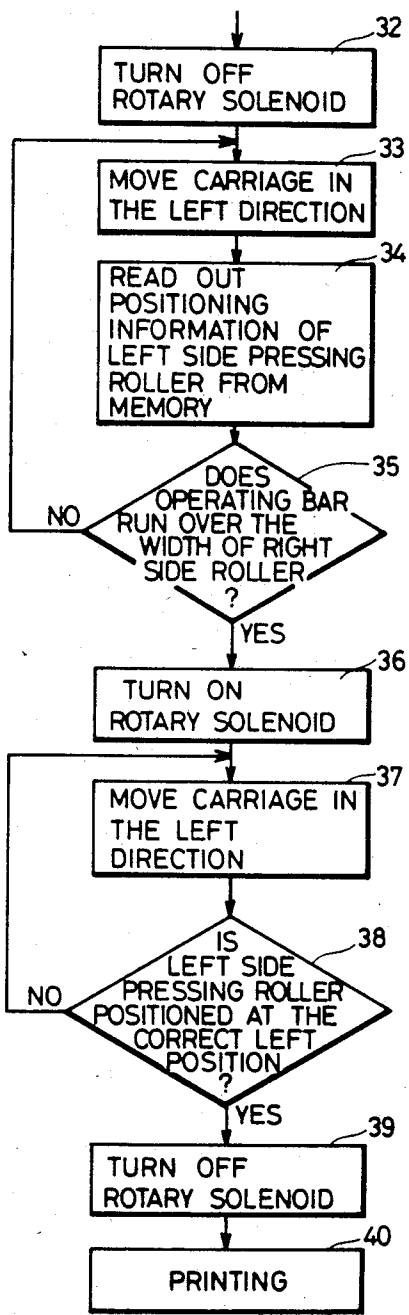 32
TURN OFF
ROTARY SOLENOID
33
MOVE CARRIAGE IN
THE LEFT DIRECTION
34
READ OUT
POSITIONING
INFORMATION OF
LEFT SIDE PRESSING
ROLLER FROM
MEMORY
35
DOES
OPERATING BAR
RUN OVER THE
WIDTH OF RIGHT
SIDE ROLLER
?
NO
YES
36
TURN ON
ROTARY SOLENOID
37
MOVE CARRIAGE IN
THE LEFT
DIRECTION
38
IS
LEFT SIDE
PRESSING ROLLER
POSITIONED AT THE
CORRECT LEFT
POSITION
?
NO
YES
39
TURN OFF
ROTARY SOLENOID
40
PRINTING